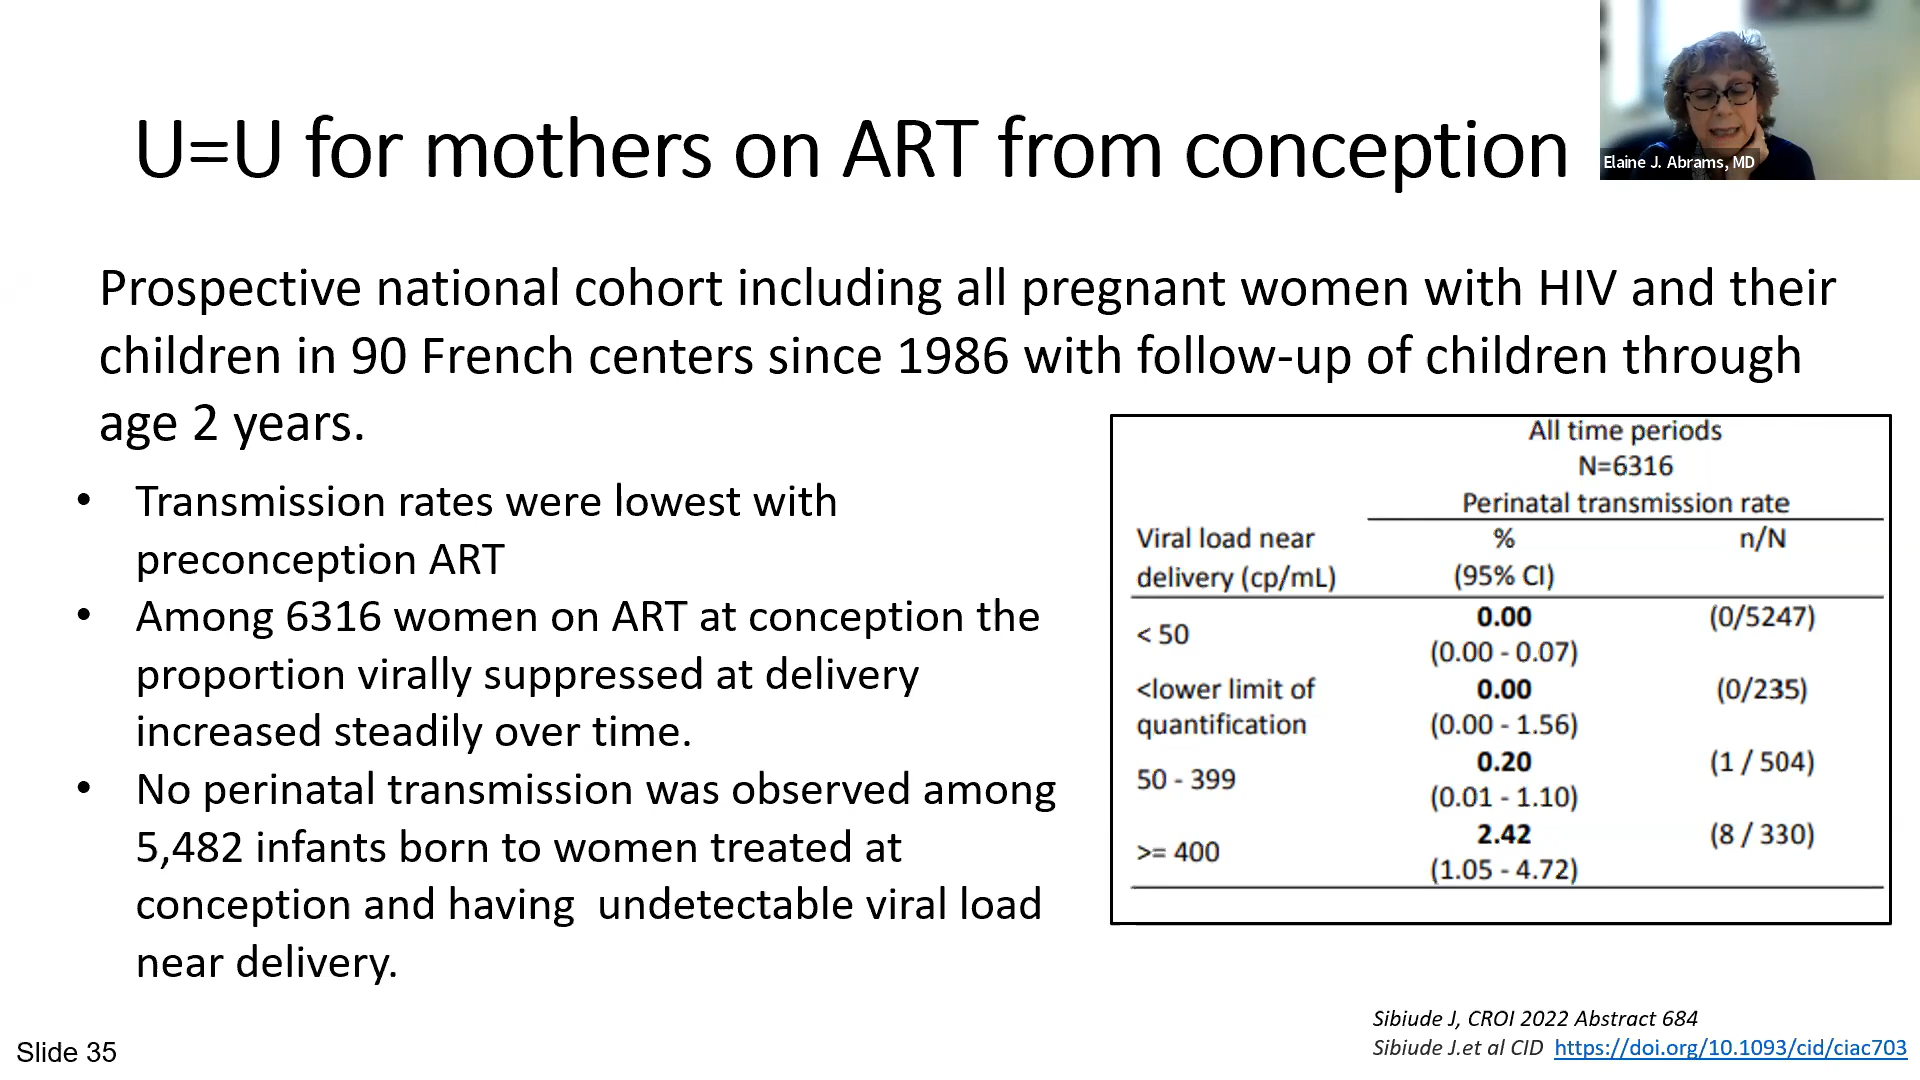 U=U for mothers on ART from conception
Elaine J. Abrams, MD
Prospective national cohort including all pregnant women with HIV and their
children in 90 French centers since 1986 with follow-up of children through
age 2 years.
• Transmission rates were lowest with
preconception ART
• Among 6316 women on ART at conception the
proportion virally suppressed at delivery
increased steadily over time.
• No perinatal transmission was observed among
5,482 infants born to women treated at
conception and having  undetectable viral load
near delivery.
All time periods
N=6316
Perinatal transmission rate
Viral load near % n/N
delivery (cp/mL) (95% CI)
< 50 0.00 (0/5247)
(0.00 - 0.07)
<lower limit of 0.00 (0/235)
quantification (0.00 - 1.56)
50 - 399 0.20 (1 / 504)
(0.01 - 1.10)
>= 400 2.42 (8 / 330)
(1.05 - 4.72)
Sibiude J, CROI 2022 Abstract 684
Sibiude J.et al CID  https://doi.org/10.1093/cid/ciac703
Slide 35